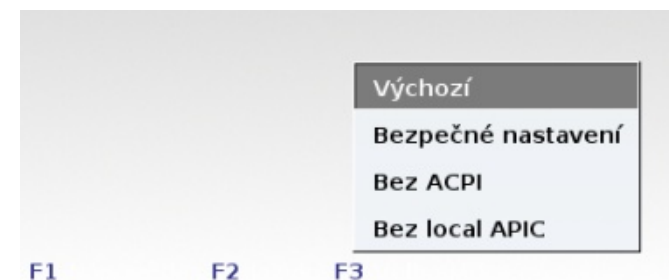 Výchozí
Bezpečné nastavení
Bez ACPI
Bez local APIC
F1 F2 F3